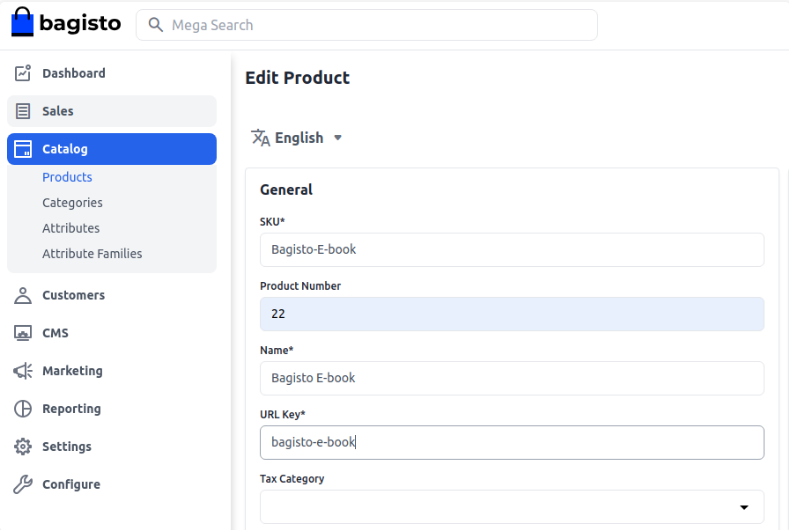 bagisto
Mega Search
Dashboard
Sales
Catalog
Products
Categories
Attributes
Attribute Families
Customers
CMS
Marketing
Reporting
Settings
Configure
Edit Product
English
General
SKU*
Bagisto-E-book
Product Number
22
Name*
Bagisto E-book
URL Key*
bagisto-e-book
Tax Category